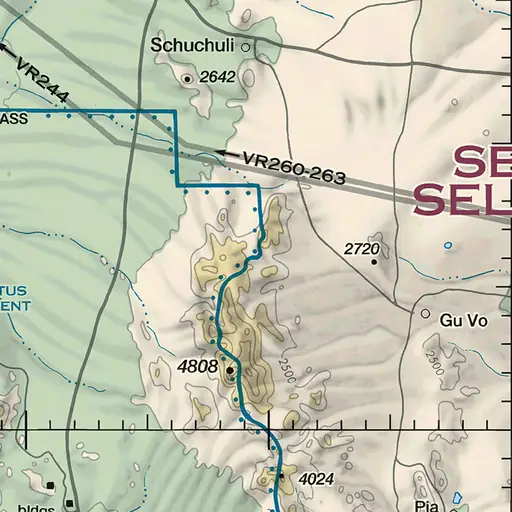 Schuchuli
2642
VR244
ASS
VR260-263
SE
SEL
2720
TUS
ENT
Gu Vo
2500
2500
4808
4024
bldgs
Pia